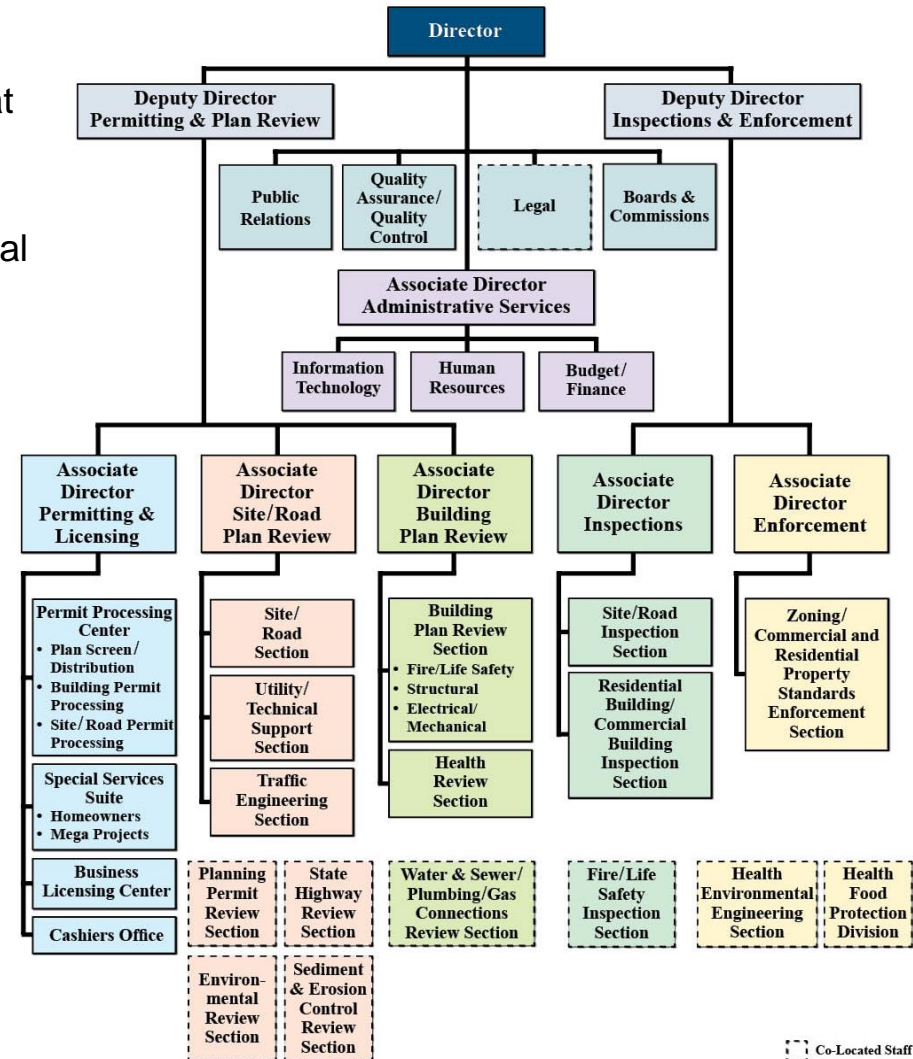 at
al
Director
Deputy Director
Permitting & Plan Review
Deputy Director
Inspections & Enforcement
Public
Relations
Quality
Assurance/
Quality
Control
Legal
Boards &
Commissions
Associate Director
Administrative Services
Information
Technology
Human
Resources
Budget/
Finance
Associate
Director
Permitting &
Licensing
Associate
Director
Site/Road
Plan Review
Associate
Director
Building
Plan Review
Associate
Director
Inspections
Associate
Director
Enforcement
Permit Processing
Center
• Plan Screen/
Distribution
• Building Permit
Processing
• Site/Road Permit
Processing
Special Services
Suite
• Homeowners
• Mega Projects
Business
Licensing Center
Cashiers Office
Site/
Road
Section
Utility/
Technical
Support
Section
Traffic
Engineering
Section
Building
Plan Review
Section
• Fire/Life Safety
• Structural
• Electrical/
Mechanical
Health
Review
Section
Site/Road
Inspection
Section
Residential
Building/
Commercial
Building
Inspection
Section
Zoning/
Commercial and
Residential
Property
Standards
Enforcement
Section
Planning
Permit
Review
Section
State
Highway
Review
Section
Water & Sewer/
Plumbing/Gas
Connections
Review Section
Fire/Life
Safety
Inspection
Section
Health
Environmental
Engineering
Section
Health
Food
Protection
Division
Environ-
mental
Review
Section
Sediment
& Erosion
Control
Review
Section
Co-Located Staff